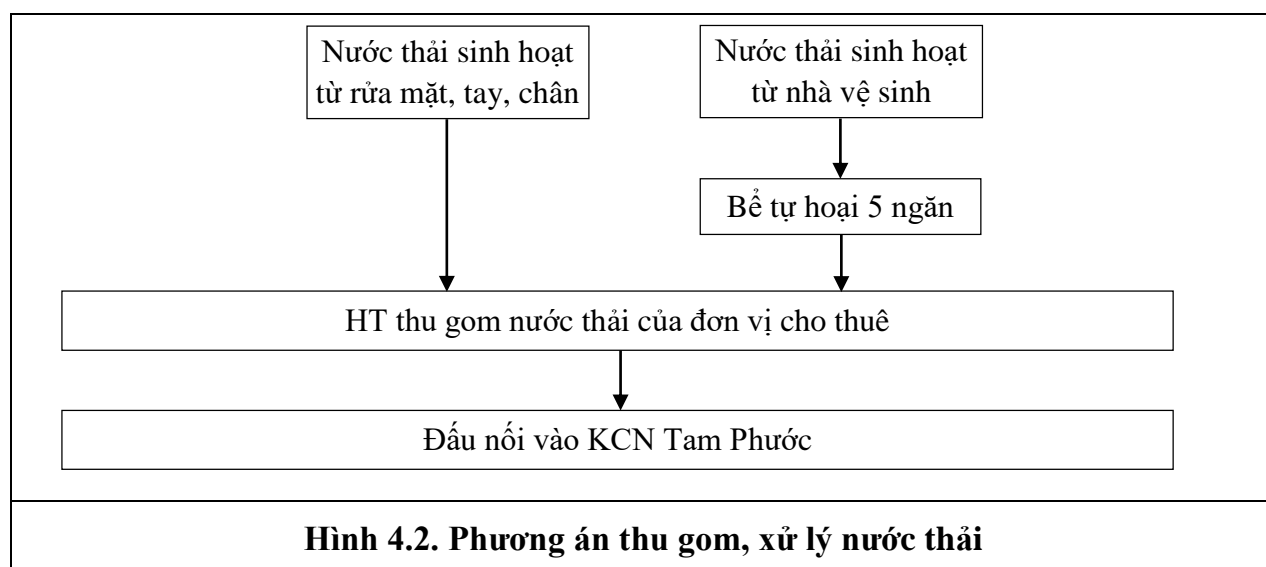 Nước thải sinh hoạt
từ rửa mặt, tay, chân
Nước thải sinh hoạt
từ nhà vệ sinh
Bể tự hoại 5 ngăn
HT thu gom nước thải của đơn vị cho thuê
Đấu nối vào KCN Tam Phước
Hình 4.2. Phương án thu gom, xử lý nước thải